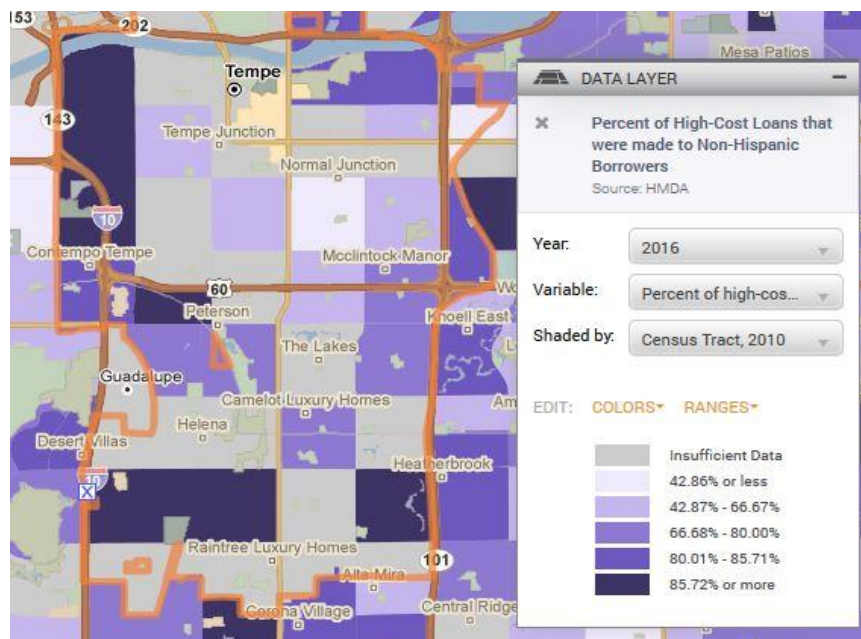 153
202
Tempe
Mesa Patios
143
Tempe Junction
Normal Junction
10
Contempo Tempe
Mcclintock Manor
60
Peterson
Knoell East
The Lakes
Guadalupe
Camelot Luxury Homes
Helena
Desert Villas
Heatherbrook
X
Raintree Luxury Homes
101
Alta Mira
Corona Village
Central Ridge
DATA LAYER
Percent of High-Cost Loans that
were made to Non-Hispanic
Borrowers
Source: HMDA
Year:
2016
Variable:
Percent of high-cos...
Shaded by:
Census Tract, 2010
EDIT: COLORS RANGES
Insufficient Data
42.86% or less
42.87% - 66.67%
66.68% - 80.00%
80.01% - 85.71%
85.72% or more